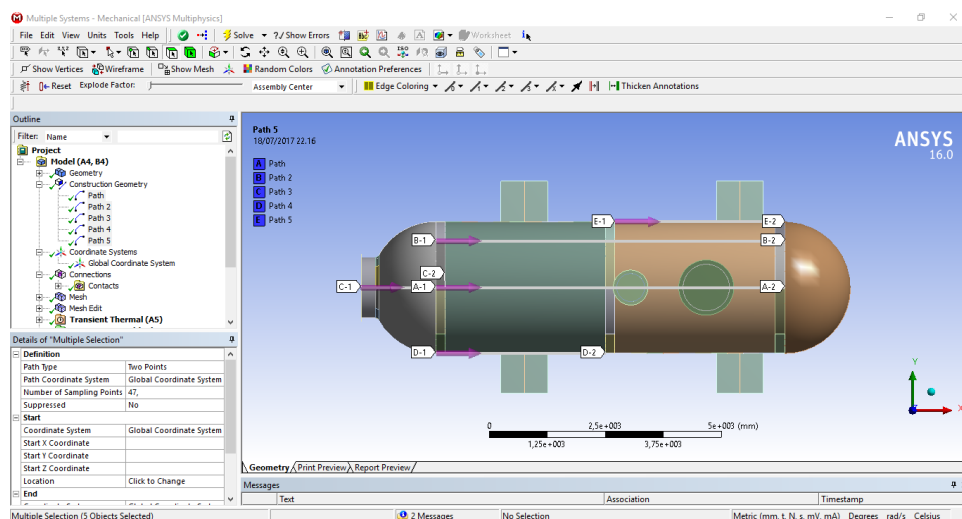 Multiple Systems - Mechanical [ANSYS Multiphysics]
File Edit View Units Tools Help Solve ?/ Show Errors Worksheet
Show Vertices Wireframe Show Mesh Random Colors Annotation Preferences
Reset Explode Factor: Assembly Center Edge Coloring Thicken Annotations
Outline
Filter: Name
Project
Model (A4, B4)
Geometry
Construction Geometry
Path
Path 2
Path 3
Path 4
Path 5
Coordinate Systems
Global Coordinate System
Connections
Contacts
Mesh
Mesh Edit
Transient Thermal (A5)
Details of "Multiple Selection"
Definition
Path Type Two Points
Path Coordinate System Global Coordinate System
Number of Sampling Points 47,
Suppressed No
Start
Coordinate System Global Coordinate System
Start X Coordinate
Start Y Coordinate
Start Z Coordinate
Location Click to Change
End
Path 5
18/07/2017 22.16
A Path
B Path 2
C Path 3
D Path 4
E Path 5
ANSYS
16.0
E-1 E-2
B-1 B-2
C-2
C-1 A-1 A-2
D-1 D-2
Y
X
0 2,5e+003 5e+003 (mm)
1,25e+003 3,75e+003
Geometry Print Preview Report Preview
Messages
Text Association Timestamp
Multiple Selection (5 Objects Selected) 2 Messages No Selection Metric (mm, t, N, s, mV, mA) Degrees rad/s Celsius